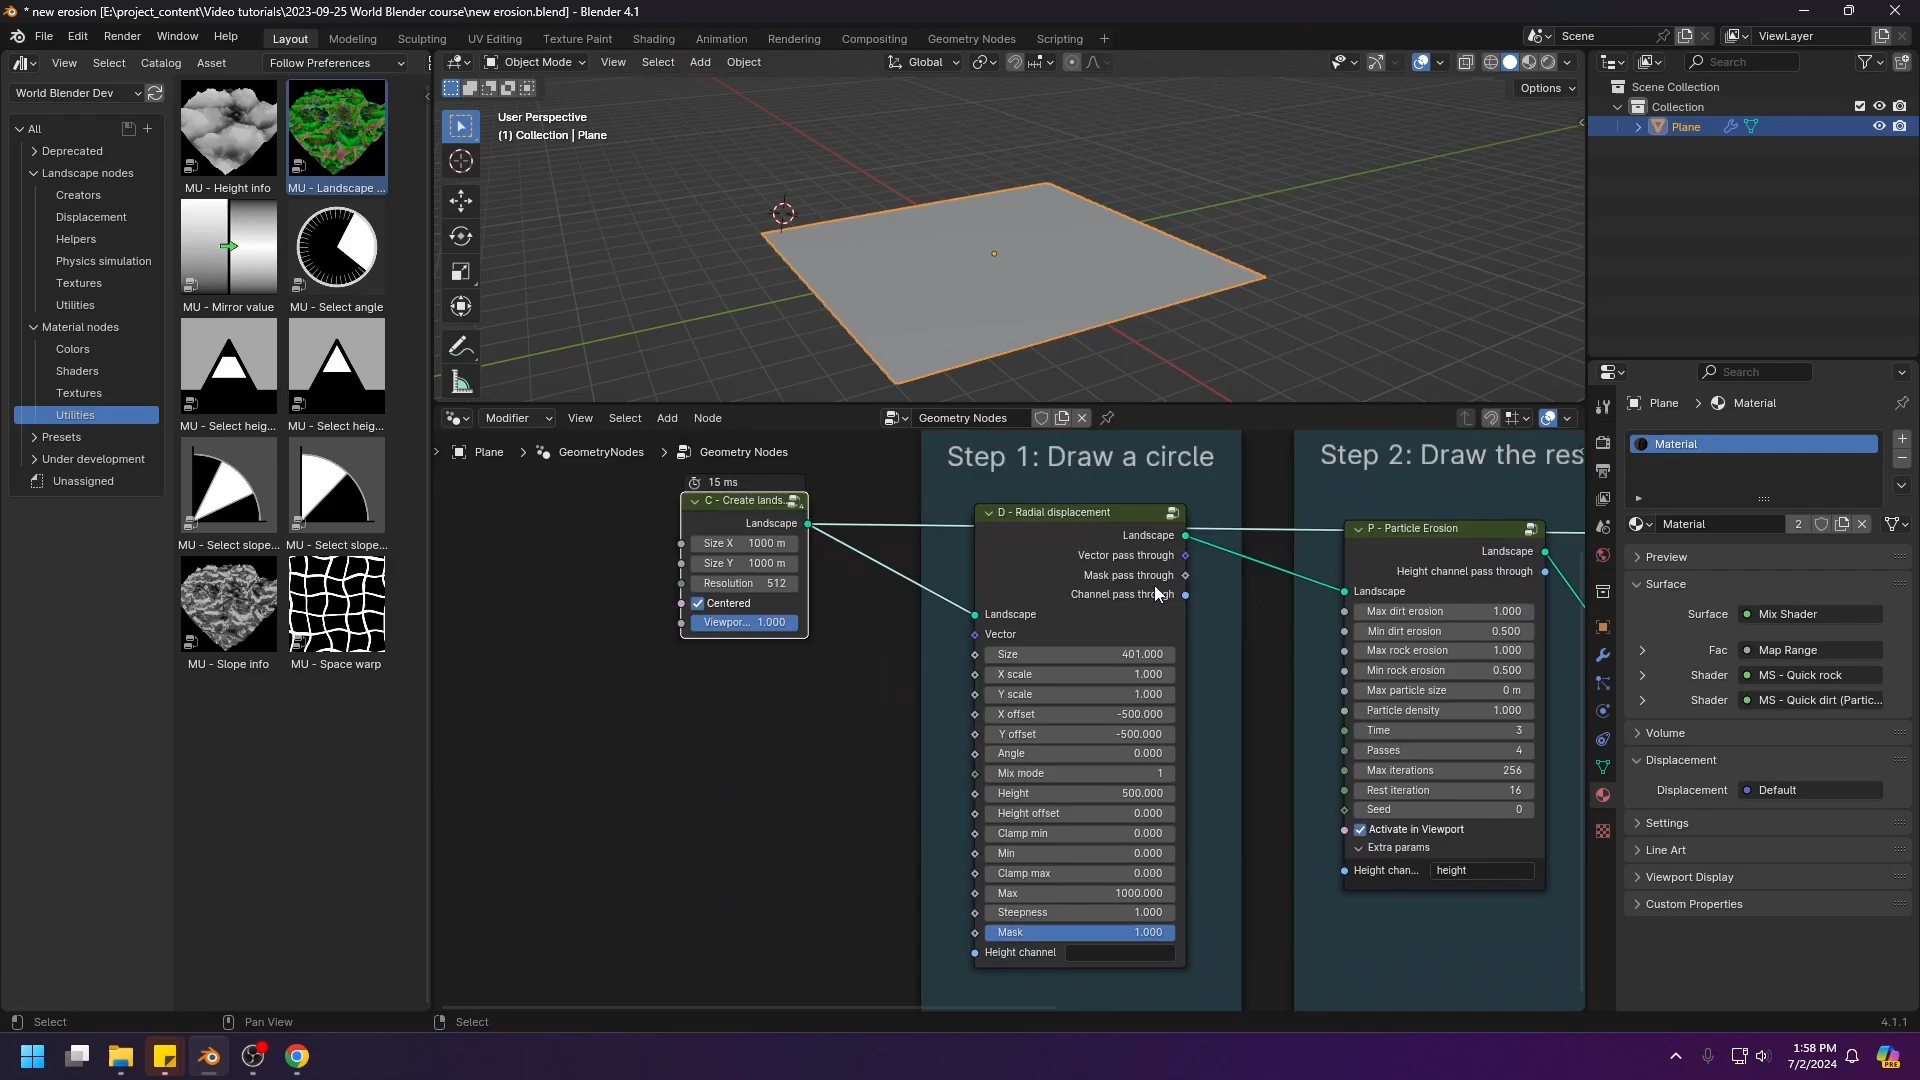 * new erosion [E:\project_content\Video tutorials\2023-09-25 World Blender course\new erosion.blend] - Blender 4.1
File Edit Render Window Help
Layout Modeling Sculpting UV Editing Texture Paint Shading Animation Rendering Compositing Geometry Nodes Scripting +
Scene
ViewLayer
View Select Catalog Asset
Follow Preferences
Object Mode
View Select Add Object
Global
Search
World Blender Dev
All
Deprecated
Landscape nodes
Creators
Displacement
Helpers
Physics simulation
Textures
Utilities
Material nodes
Colors
Shaders
Textures
Utilities
Presets
Under development
Unassigned
MU - Height info
MU - Landscape ...
MU - Mirror value
MU - Select angle
MU - Select heig...
MU - Select heig...
MU - Select slope...
MU - Select slope...
MU - Slope info
MU - Space warp
Options
User Perspective
(1) Collection | Plane
Scene Collection
Collection
Plane
Modifier
View Select Add Node
Geometry Nodes
Plane
GeometryNodes
Geometry Nodes
15 ms
C - Create lands...
Landscape
Size X 1000 m
Size Y 1000 m
Resolution 512
Centered
Viewpor... 1.000
Step 1: Draw a circle
D - Radial displacement
Landscape
Vector pass through
Mask pass through
Channel pass through
Landscape
Vector
Size 401.000
X scale 1.000
Y scale 1.000
X offset -500.000
Y offset -500.000
Angle 0.000
Mix mode 1
Height 500.000
Height offset 0.000
Clamp min 0.000
Min 0.000
Clamp max 0.000
Max 1000.000
Steepness 1.000
Mask 1.000
Height channel
Step 2: Draw the res
P - Particle Erosion
Landscape
Height channel pass through
Landscape
Max dirt erosion 1.000
Min dirt erosion 0.500
Max rock erosion 1.000
Min rock erosion 0.500
Max particle size 0 m
Particle density 1.000
Time 3
Passes 4
Max iterations 256
Rest iteration 16
Seed 0
Activate in Viewport
Extra params
Height chan... height
Search
Plane
Material
Material
Material 2
Preview
Surface
Surface Mix Shader
Fac Map Range
Shader MS - Quick rock
Shader MS - Quick dirt (Partic...
Volume
Displacement
Displacement Default
Settings
Line Art
Viewport Display
Custom Properties
Select
Pan View
Select
4.1.1
1:58 PM
7/2/2024
PRE